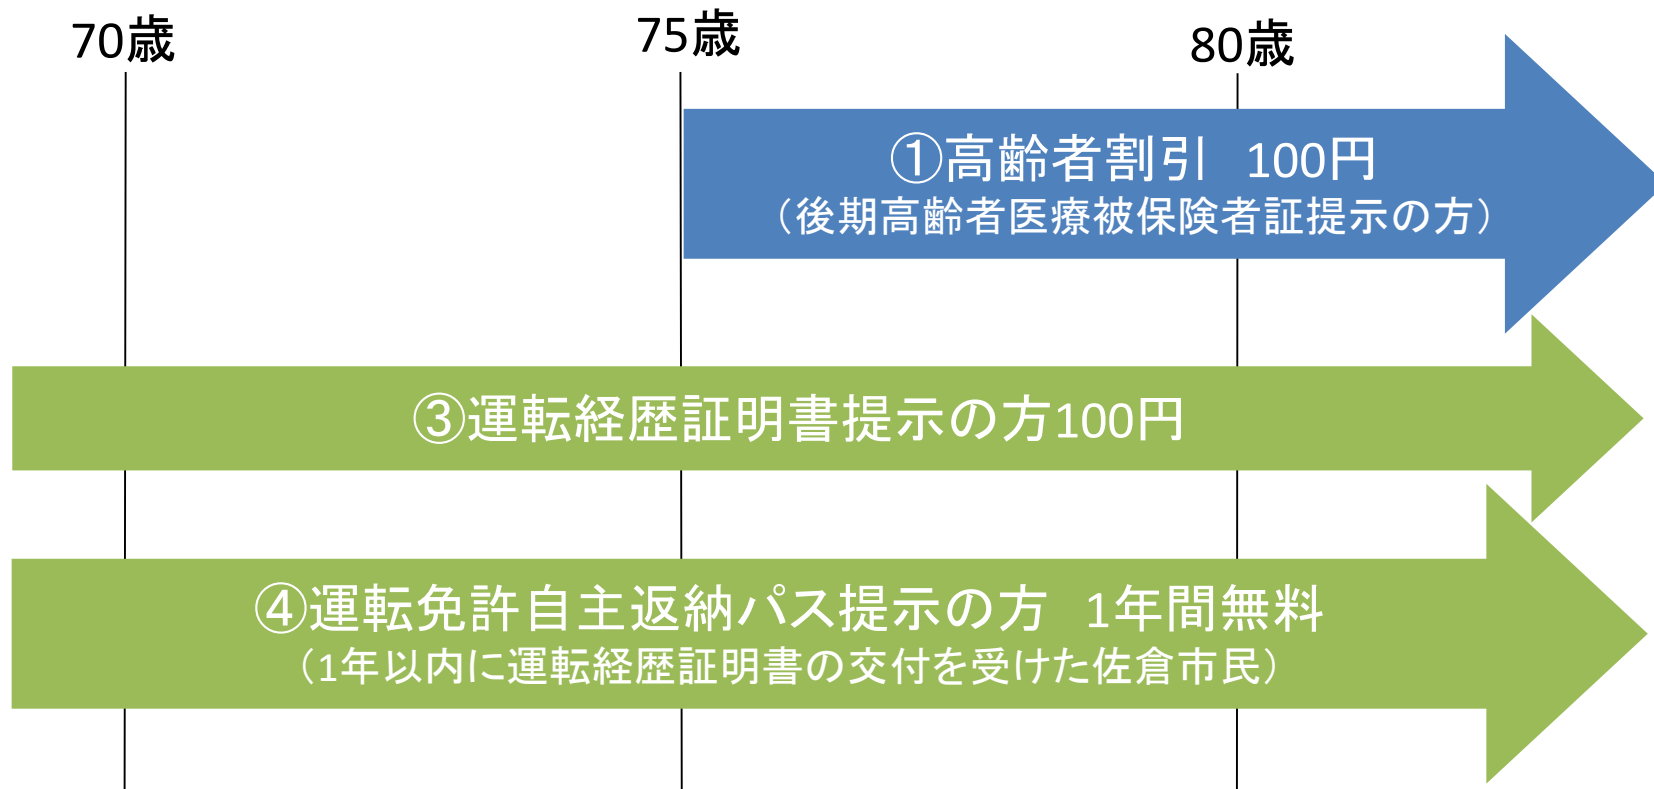 70歳
75歳
80歳
①高齢者割引　100円
（後期高齢者医療被保険者証提示の方）
③運転経歴証明書提示の方100円
④運転免許自主返納パス提示の方　1年間無料
（1年以内に運転経歴証明書の交付を受けた佐倉市民）